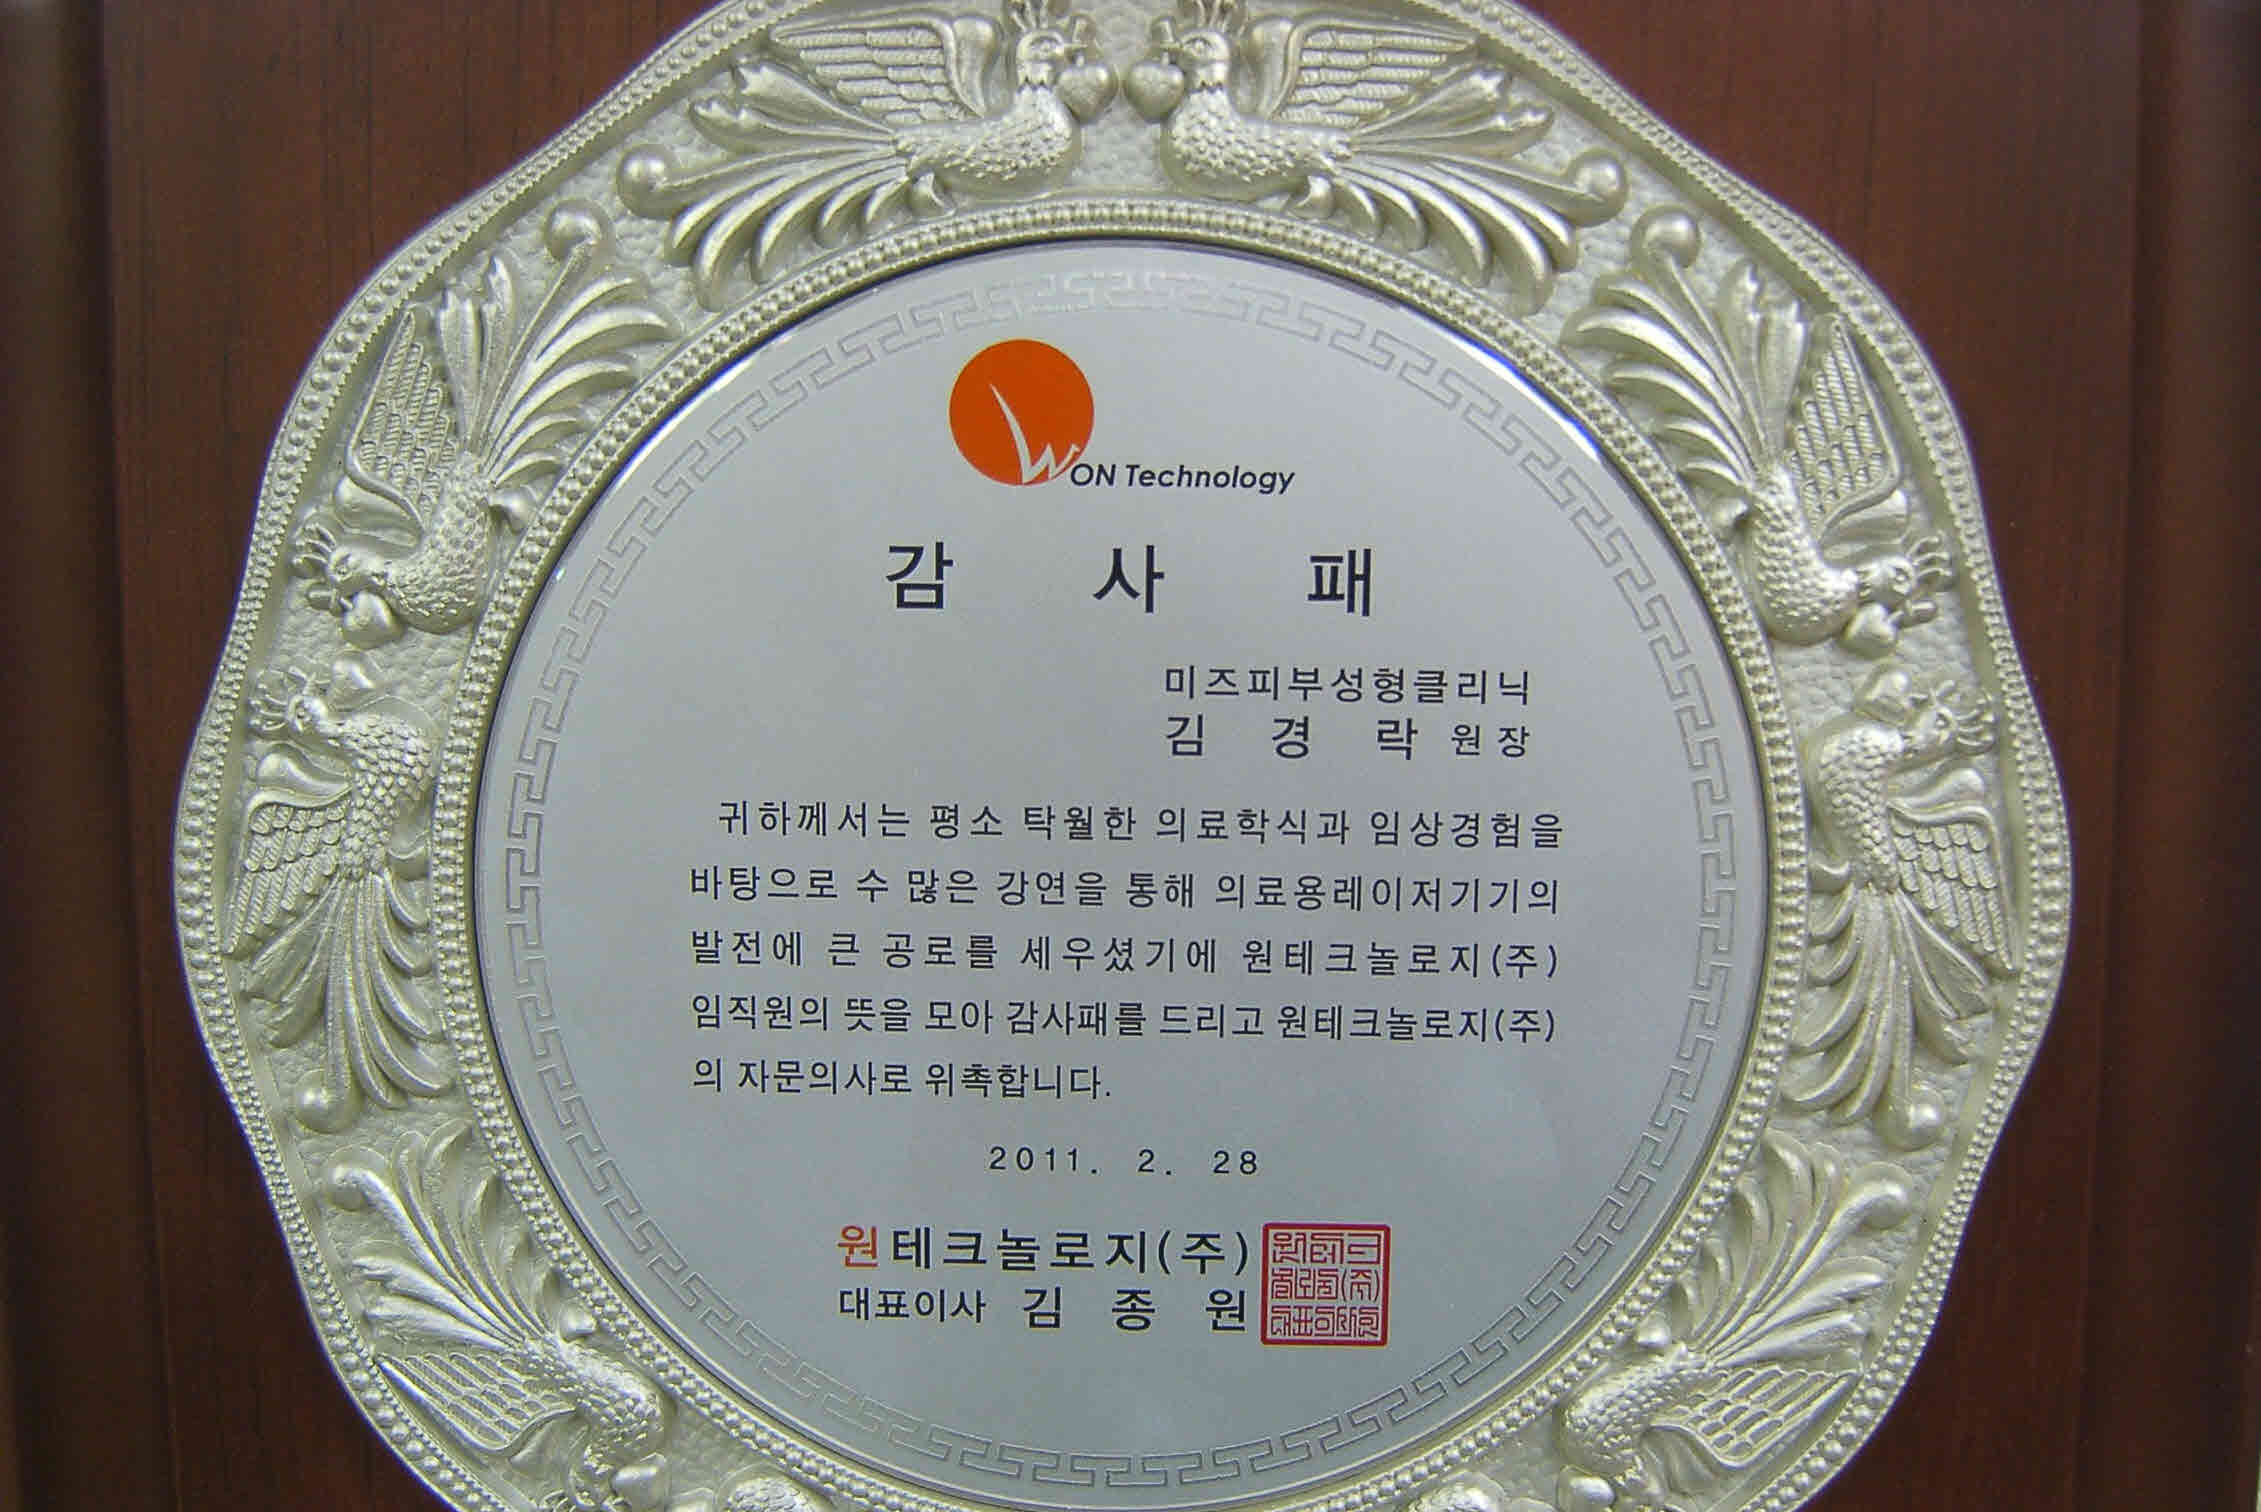 WON Technology
감 사 패
미즈피부성형클리닉
김 경 락 원장
귀하께서는 평소 탁월한 의료학식과 임상경험을
바탕으로 수 많은 강연을 통해 의료용레이저기기의
발전에 큰 공로를 세우셨기에 원테크놀로지(주)
임직원의 뜻을 모아 감사패를 드리고 원테크놀로지(주)
의 자문의사로 위촉합니다.
2011. 2. 28
원테크놀로지(주)
대표이사 김 종 원